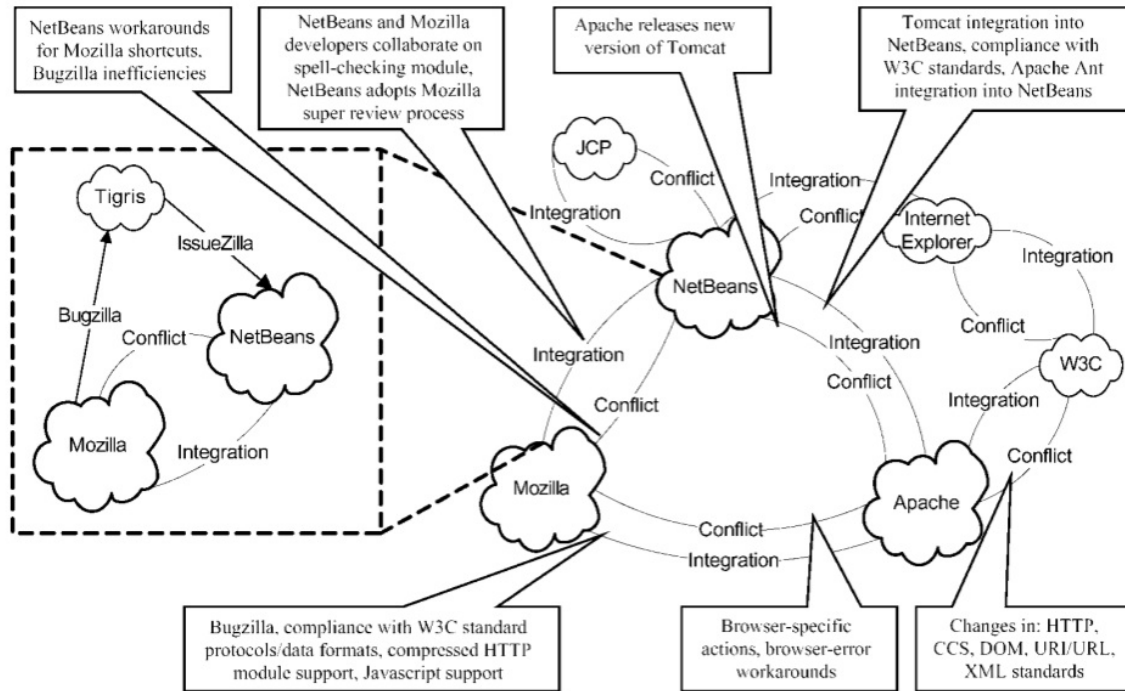 NetBeans workarounds
for Mozilla shortcuts.
Bugzilla inefficiencies
NetBeans and Mozilla
developers collaborate on
spell-checking module,
NetBeans adopts Mozilla
super review process
Apache releases new
version of Tomcat
Tomcat integration into
NetBeans, compliance with
W3C standards, Apache Ant
integration into NetBeans
Tigris
IssueZilla
Bugzilla
Conflict
NetBeans
Mozilla
Integration
JCP
Conflict
Integration
NetBeans
Integration
Conflict
Internet
Explorer
Integration
Conflict
W3C
Integration
Conflict
Integration
Conflict
Integration
Conflict
Mozilla
Apache
Conflict
Integration
Bugzilla, compliance with W3C standard
protocols/data formats, compressed HTTP
module support, Javascript support
Browser-specific
actions, browser-error
workarounds
Changes in: HTTP,
CCS, DOM, URI/URL,
XML standards